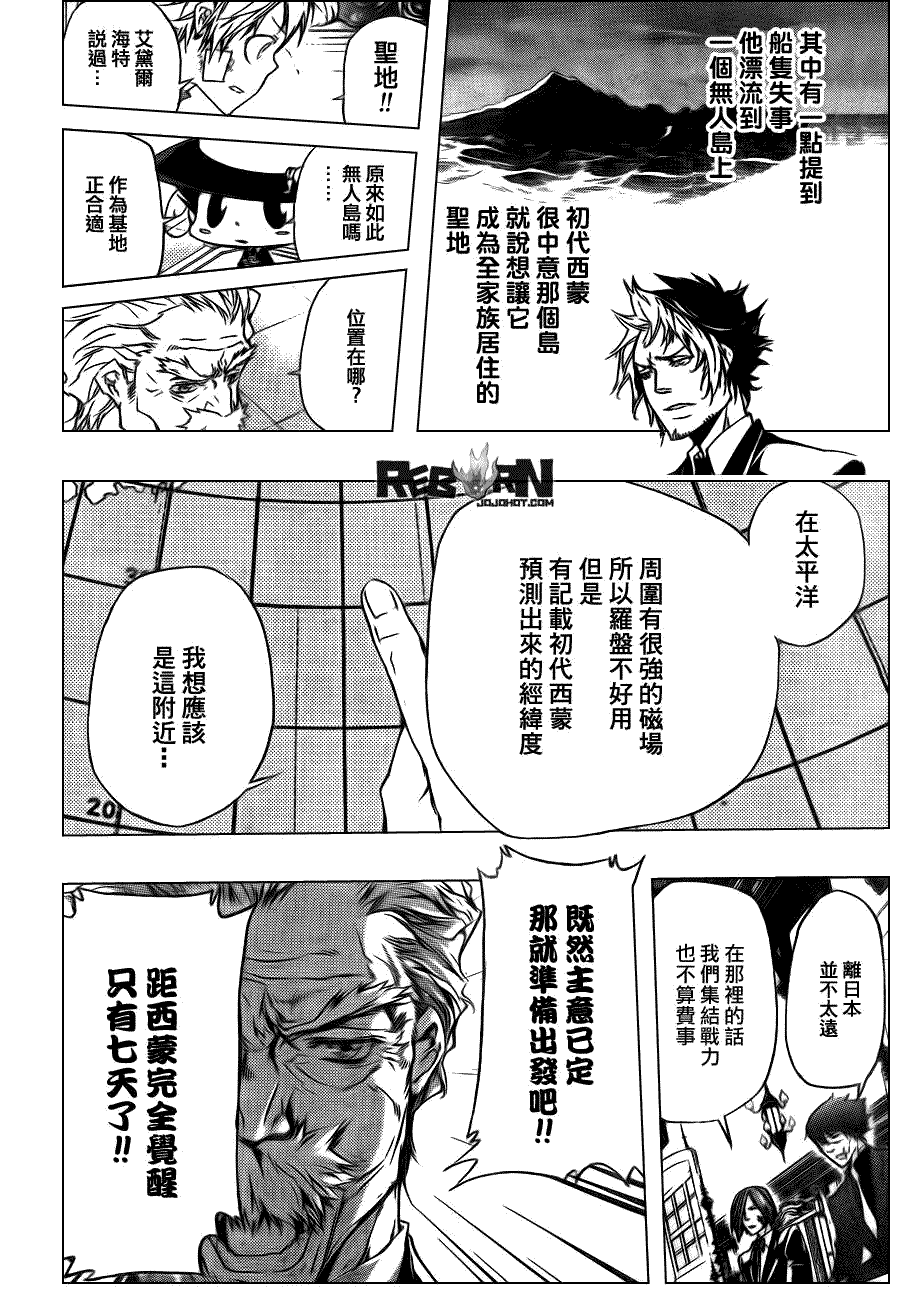 其中有一點提到
船隻失事
他漂流到
一個無人島上
初代西蒙
很中意那個島
就說想讓它
成為全家族居住的
聖地
聖地!!
艾黛爾
海特
說過…
原來如此
無人島嗎
……
作為基地
正合適
位置在哪?
REBORN
JOJOHOT.COM
在太平洋
周圍有很強的磁場
所以羅盤不好用
但是
有記載初代西蒙
預測出來的經緯度
我想應該
是這附近…
20
離日本
並不太遠
在那裡的話
我們集結戰力
也不算費事
既然主意已定
那就準備出發吧!!
距西蒙完全覺醒
只有七天了!!